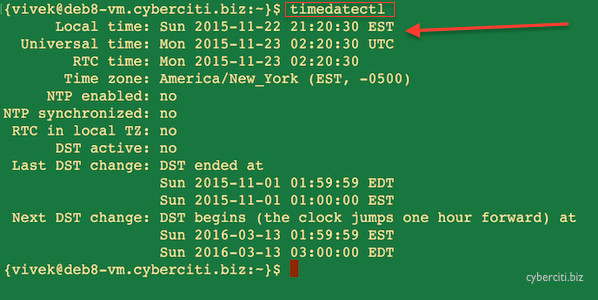 {vivek@deb8-vm.cyberciti.biz:~}$ timedatectl
Local time: Sun 2015-11-22 21:20:30 EST
Universal time: Mon 2015-11-23 02:20:30 UTC
RTC time: Mon 2015-11-23 02:20:30
Time zone: America/New_York (EST, -0500)
NTP enabled: no
NTP synchronized: no
RTC in local TZ: no
DST active: no
Last DST change: DST ended at
Sun 2015-11-01 01:59:59 EDT
Sun 2015-11-01 01:00:00 EST
Next DST change: DST begins (the clock jumps one hour forward) at
Sun 2016-03-13 01:59:59 EST
Sun 2016-03-13 03:00:00 EDT
{vivek@deb8-vm.cyberciti.biz:~}$
cyberciti.biz